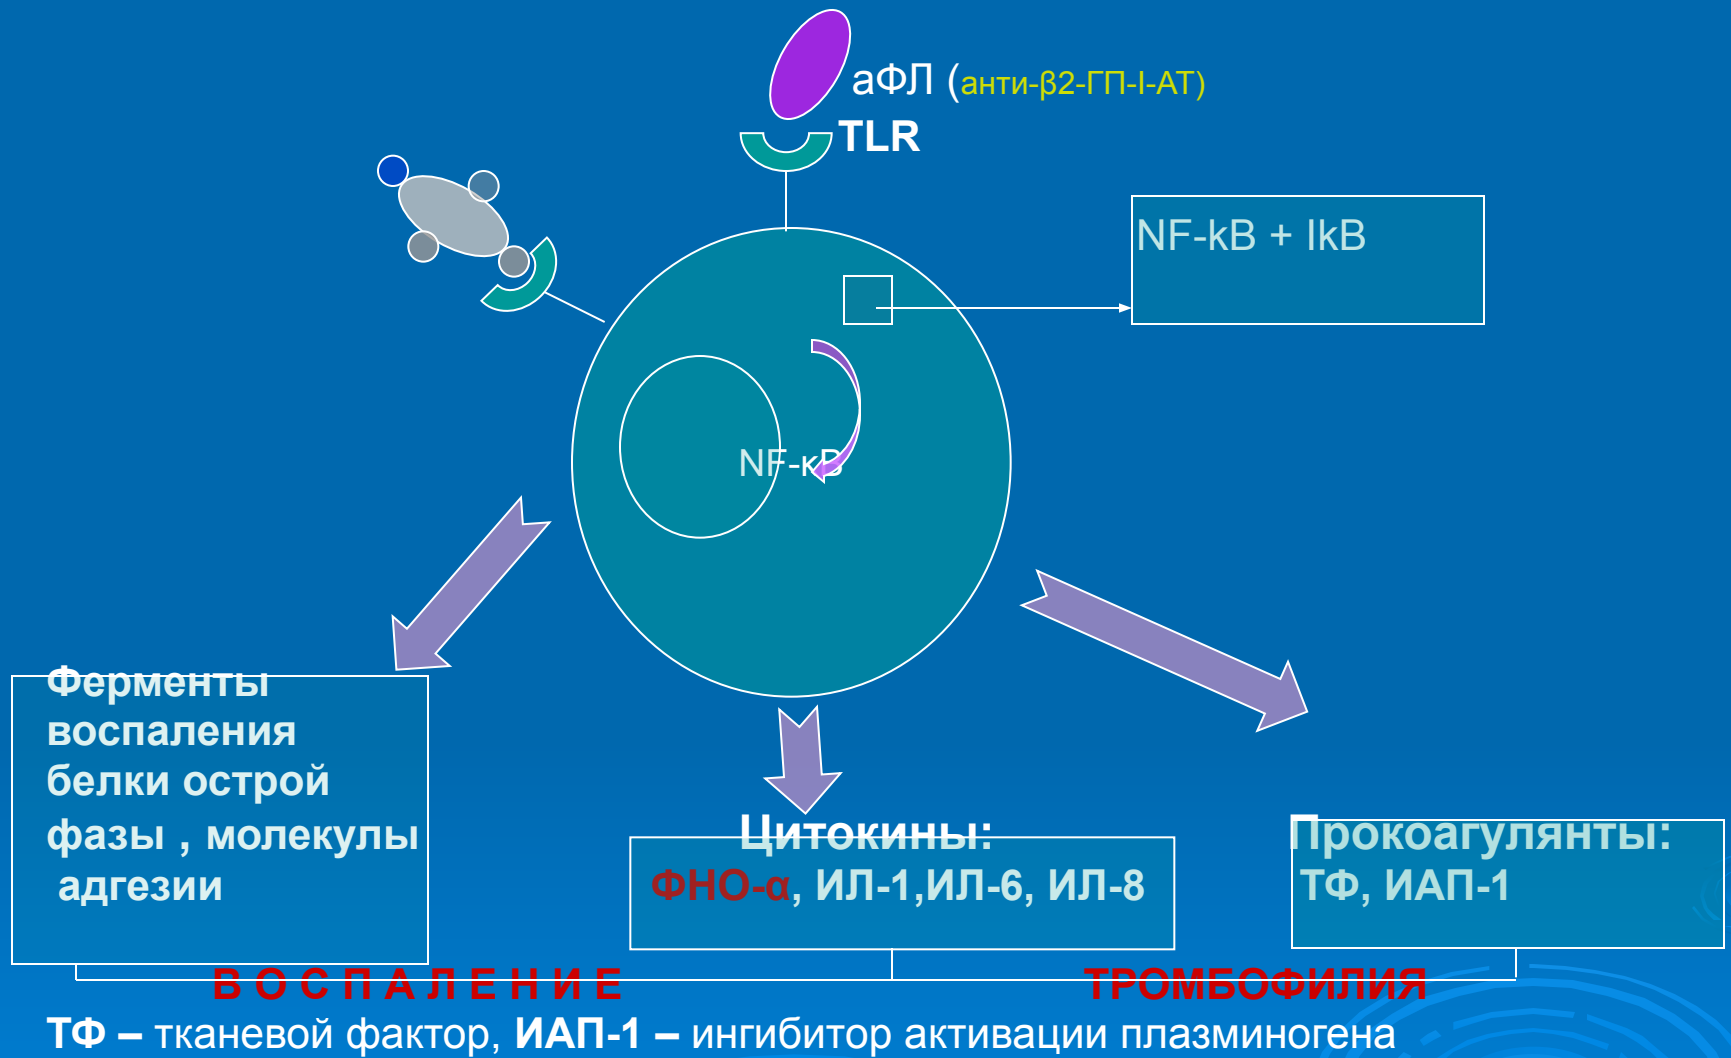 аФЛ (анти-β2-ГП-I-АТ)
TLR
NF-kB + IkB
NF-кB
Ферменты
воспаления
белки острой
фазы , молекулы
адгезии
Цитокины:
ФНО-α, ИЛ-1,ИЛ-6, ИЛ-8
Прокоагулянты:
ТФ, ИАП-1
В О С П А Л Е Н И Е
ТРОМБОФИЛИЯ
ТФ – тканевой фактор, ИАП-1 – ингибитор активации плазминогена